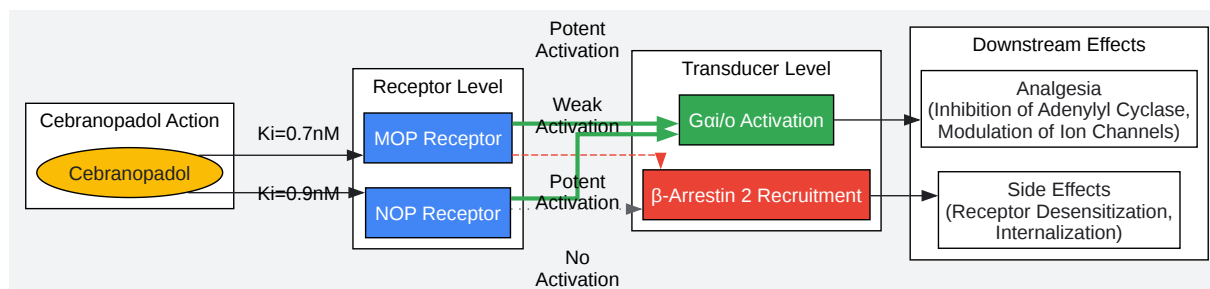 Cebranopadol Action
Cebranopadol
Ki=0.7nM
Ki=0.9nM
Receptor Level
MOP Receptor
NOP Receptor
Potent
Activation
Weak
Activation
Potent
Activation
No
Activation
Transducer Level
Gαi/o Activation
β-Arrestin 2 Recruitment
Downstream Effects
Analgesia
(Inhibition of Adenylyl Cyclase,
Modulation of Ion Channels)
Side Effects
(Receptor Desensitization,
Internalization)